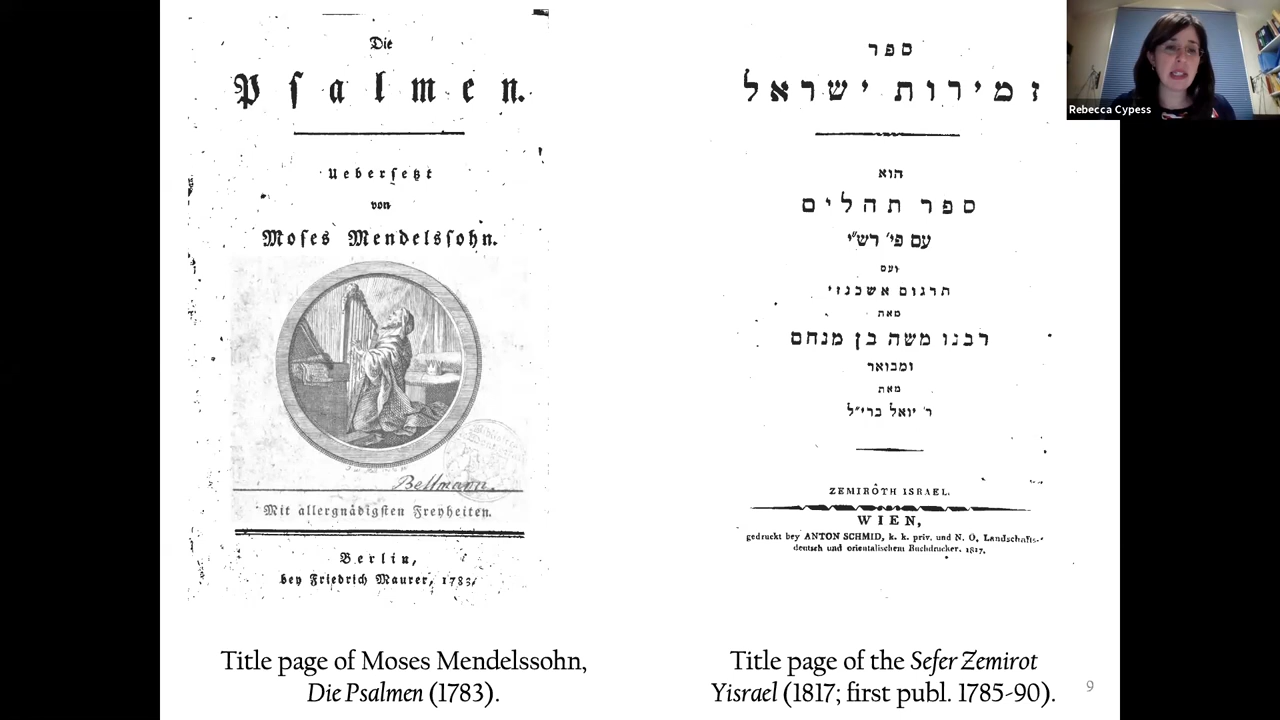 Die
Psalmen.
Uebersetzt
von
Moses Mendelssohn.
Bellmann.
Mit allergnädigsten Freyheiten.
Berlin,
bey Friedrich Maurer, 1783.
Title page of Moses Mendelssohn,
Die Psalmen (1783).
ספר
זמירות ישראל
הוא
ספר תהלים
עם פי׳ רש״י
ועם
תרגום אשכנזי
מאת
רבנו משה בן מנחם
ומבואר
מאת
ר׳ יואל ברי״ל
ZEMIRÔTH ISRAEL.
WIEN,
gedruckt bey ANTON SCHMID, k. k. priv. und N. Ö. Landschafts-
deutsch und orientalischem Buchdrucker. 1817.
Title page of the Sefer Zemirot
Yisrael (1817; first publ. 1785-90).
9
Rebecca Cypess